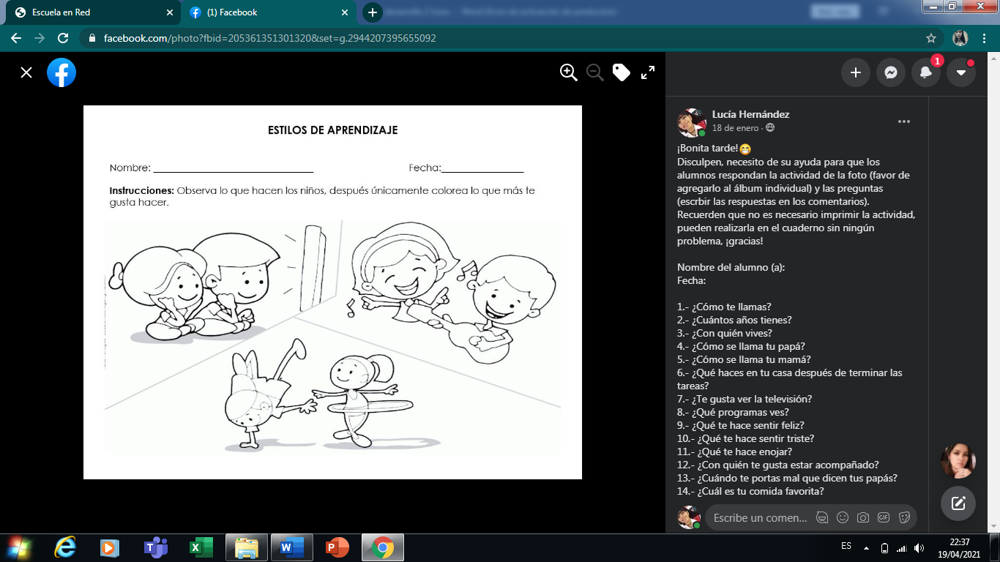 Escuela en Red
(1) Facebook
facebook.com/photo?fbid=205361351301320&set=g.2944207395655092
1
ESTILOS DE APRENDIZAJE
Nombre: ____________________________ Fecha:________________
Instrucciones: Observa lo que hacen los niños, después únicamente colorea lo que más te
gusta hacer.
Lucía Hernández
18 de enero ·
¡Bonita tarde!😁
Disculpen, necesito de su ayuda para que los
alumnos respondan la actividad de la foto (favor de
agregarlo al álbum individual) y las preguntas
(escrbir las respuestas en los comentarios).
Recuerden que no es necesario imprimir la actividad,
pueden realizarla en el cuaderno sin ningún
problema, ¡gracias!
Nombre del alumno (a):
Fecha:
1.- ¿Cómo te llamas?
2.- ¿Cuántos años tienes?
3.- ¿Con quién vives?
4.- ¿Cómo se llama tu papá?
5.- ¿Cómo se llama tu mamá?
6.- ¿Qué haces en tu casa después de terminar las
tareas?
7.- ¿Te gusta ver la televisión?
8.- ¿Qué programas ves?
9.- ¿Qué te hace sentir feliz?
10.- ¿Qué te hace sentir triste?
11.- ¿Qué te hace enojar?
12.- ¿Con quién te gusta estar acompañado?
13.- ¿Cuándo te portas mal que dicen tus papás?
14.- ¿Cuál es tu comida favorita?
Escribe un comen...
GIF
ES
22:37
19/04/2021